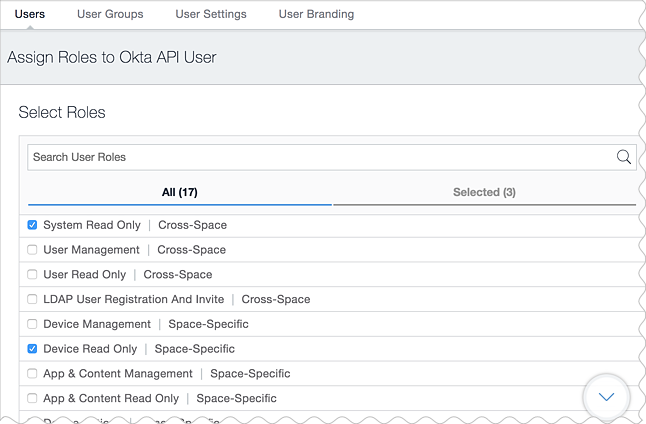 Users User Groups User Settings User Branding
Assign Roles to Okta API User
Select Roles
Search User Roles
All (17) Selected (3)
System Read Only | Cross-Space
User Management | Cross-Space
User Read Only | Cross-Space
LDAP User Registration And Invite | Cross-Space
Device Management | Space-Specific
Device Read Only | Space-Specific
App & Content Management | Space-Specific
App & Content Read Only | Space-Specific